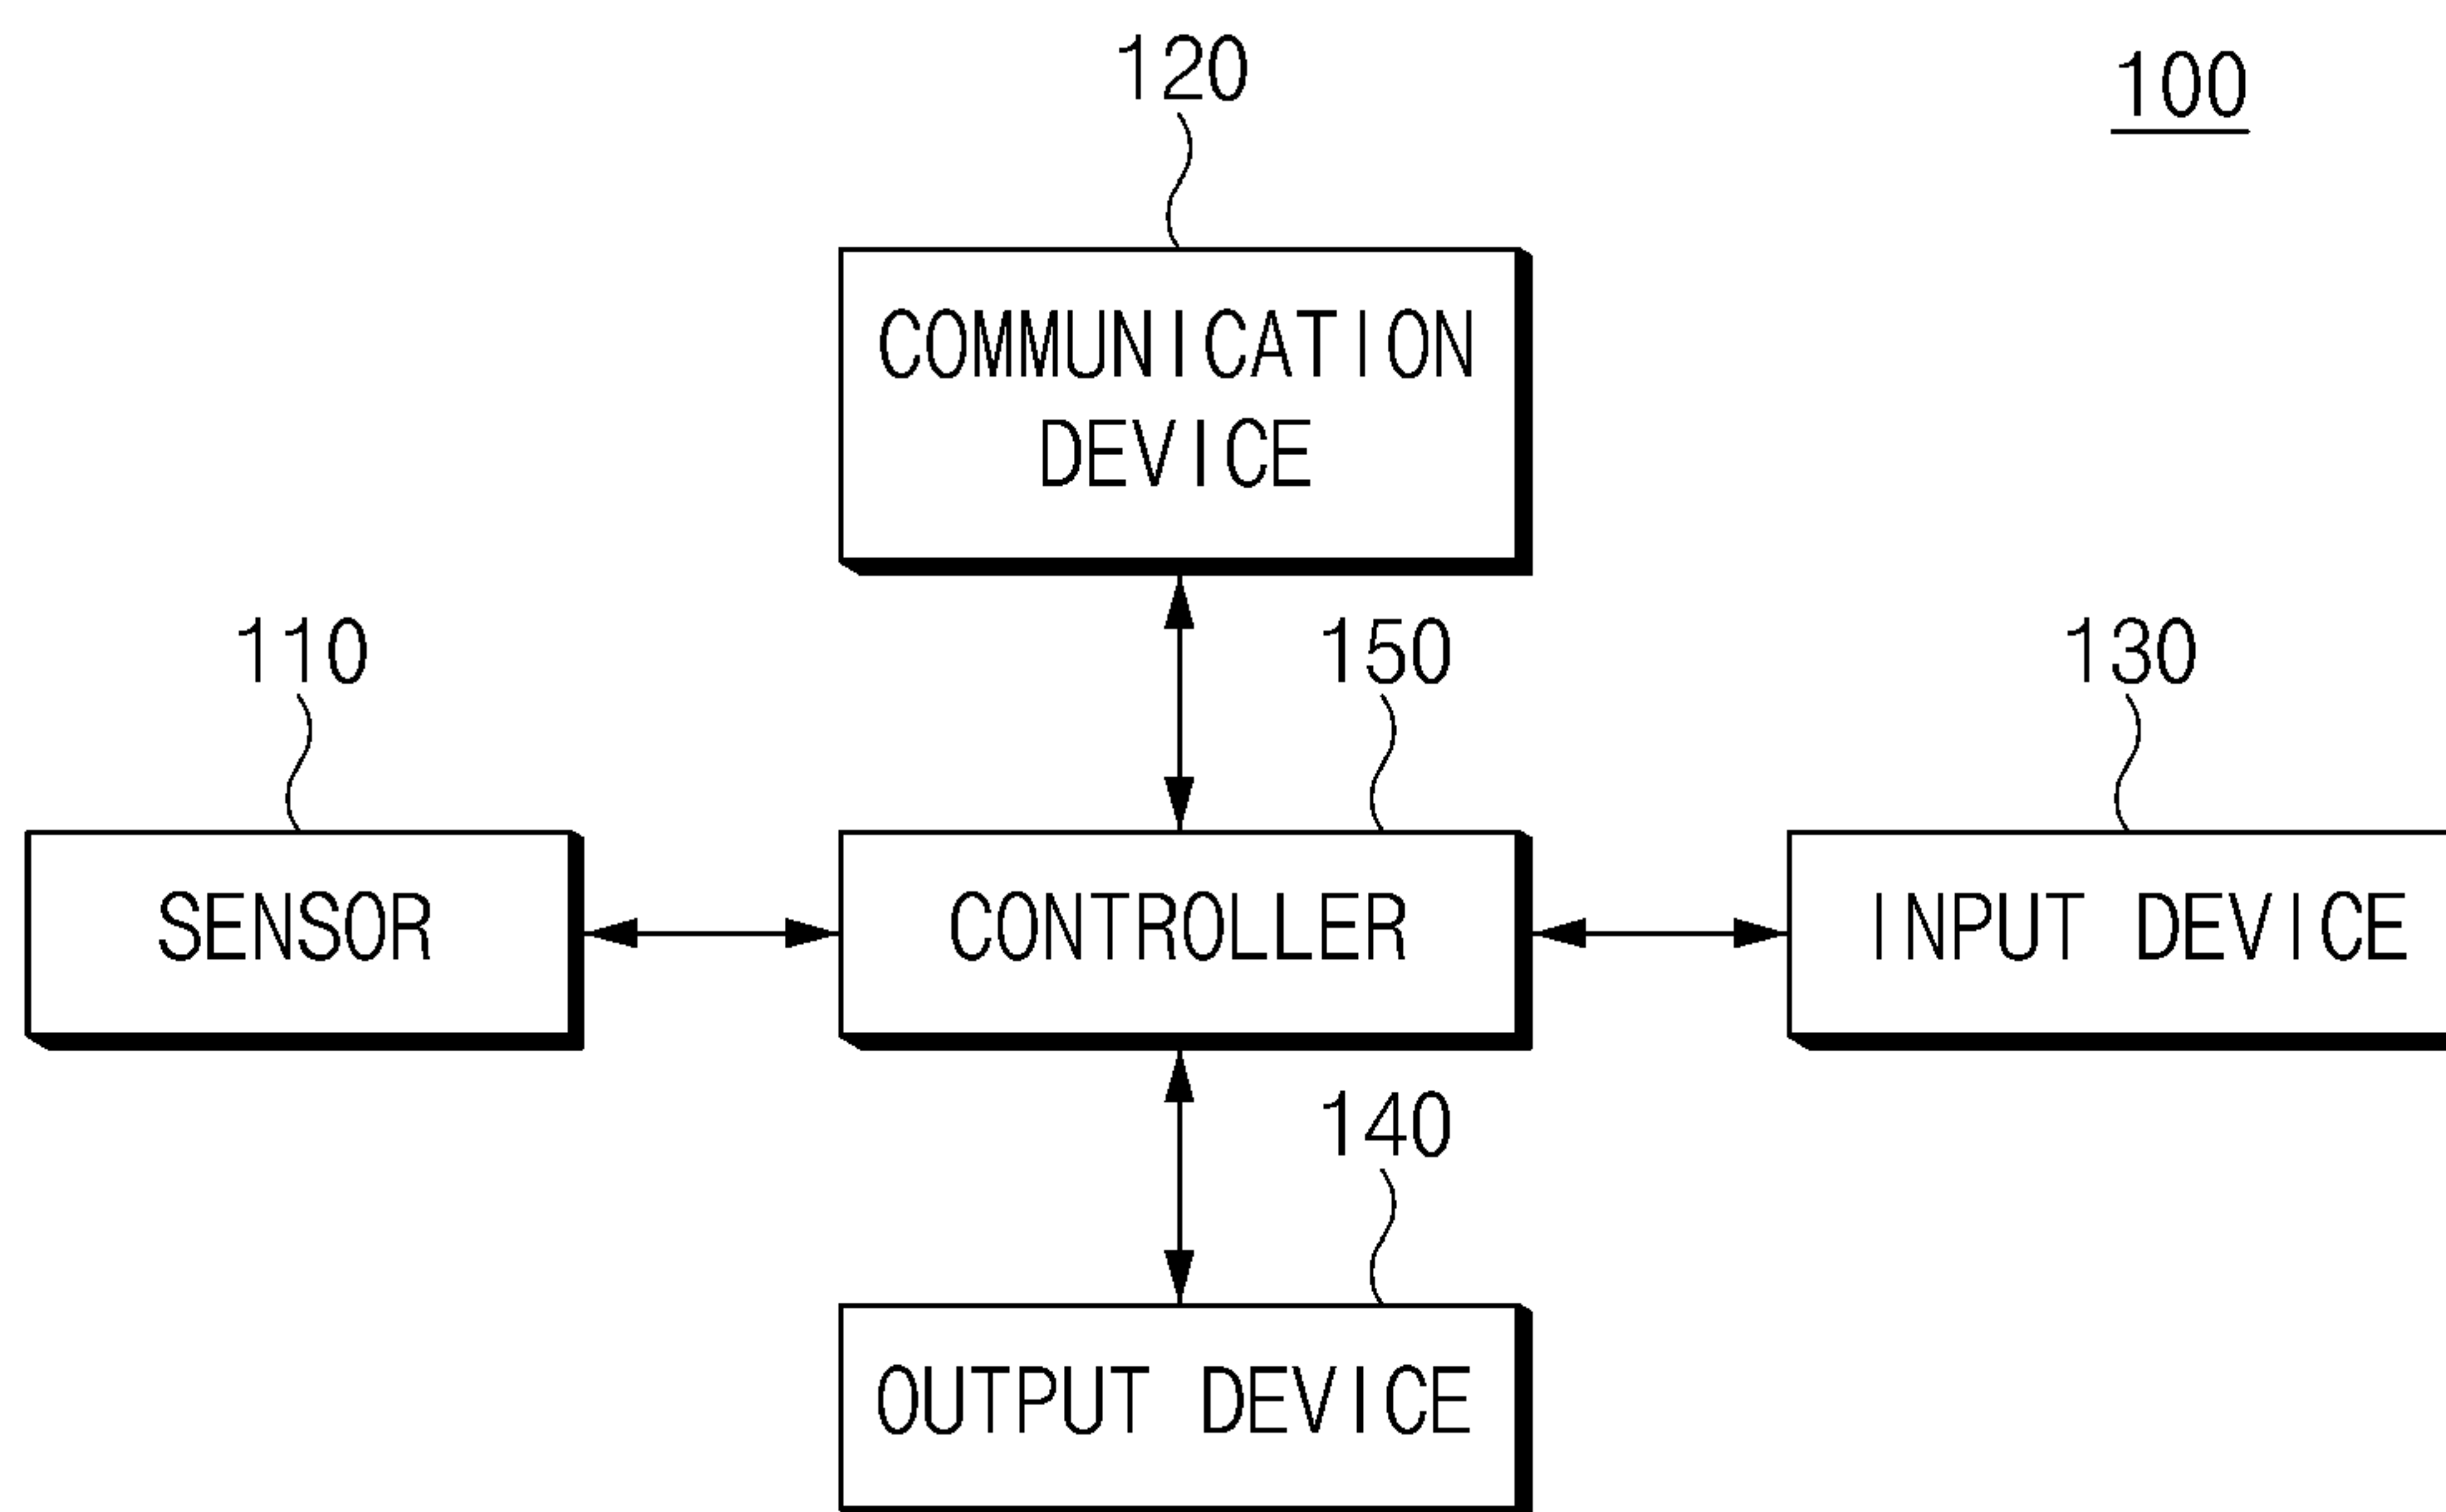 120
100
COMMUNICATION
DEVICE
110
150
130
SENSOR
CONTROLLER
INPUT DEVICE
140
OUTPUT DEVICE